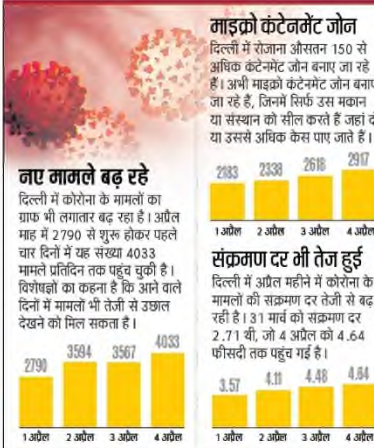 नए मामले बढ़ रहे
दिल्ली में कोरोना के मामलों का
ग्राफ भी लगातार बढ़ रहा है। अप्रैल
माह में 2790 से शुरू होकर पहले
चार दिनों में यह संख्या 4033
मामले प्रतिदिन तक पहुंच चुकी है।
विशेषज्ञों का कहना है कि आने वाले
दिनों में मामलों भी तेजी से उछाल
देखने को मिल सकता है।
2790 3594 3567 4033
1 अप्रैल 2 अप्रैल 3 अप्रैल 4 अप्रैल
माइक्रो कंटेनमेंट जोन
दिल्ली में रोजाना औसतन 150 से
अधिक कंटेनमेंट जोन बनाए जा रहे
हैं। अभी माइक्रो कंटेनमेंट जोन बनाए
जा रहे हैं, जिनमें सिर्फ उस मकान
या संस्थान को सील करते हैं जहां
या उससे अधिक केस पाए जाते हैं।
2183 2338 2618 2917
1 अप्रैल 2 अप्रैल 3 अप्रैल 4 अप्रैल
संक्रमण दर भी तेज हुई
दिल्ली में अप्रैल महीने में कोरोना के
मामलों की संक्रमण दर तेजी से बढ़
रही है। 31 मार्च को संक्रमण दर
2.71 थी, जो 4 अप्रैल को 4.64
फीसदी तक पहुंच गई है।
3.57 4.11 4.48 4.64
1 अप्रैल 2 अप्रैल 3 अप्रैल 4 अप्रैल